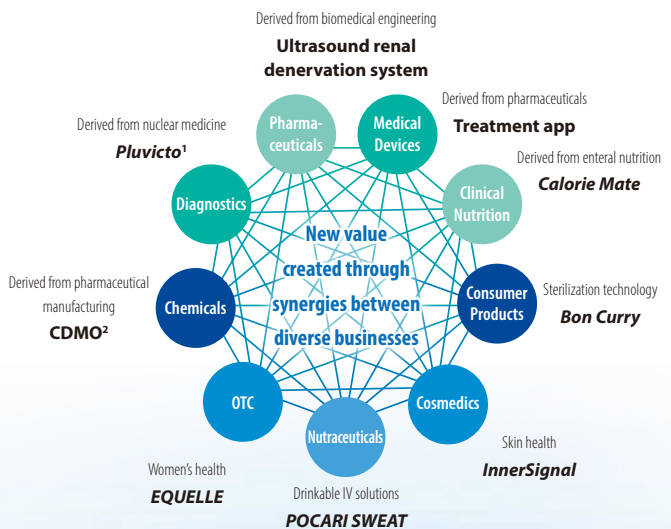 Derived from biomedical engineering
Ultrasound renal
denervation system
Derived from pharmaceuticals
Treatment app
Derived from nuclear medicine
Pluvicto¹
Pharma-
ceuticals
Medical
Devices
Derived from enteral nutrition
Calorie Mate
Diagnostics
Clinical
Nutrition
New value
created through
synergies between
diverse businesses
Derived from pharmaceutical
manufacturing
CDMO²
Chemicals
Consumer
Products
Sterilization technology
Bon Curry
OTC
Cosmedics
Nutraceuticals
Skin health
InnerSignal
Women's health
EQUELLE
Drinkable IV solutions
POCARI SWEAT